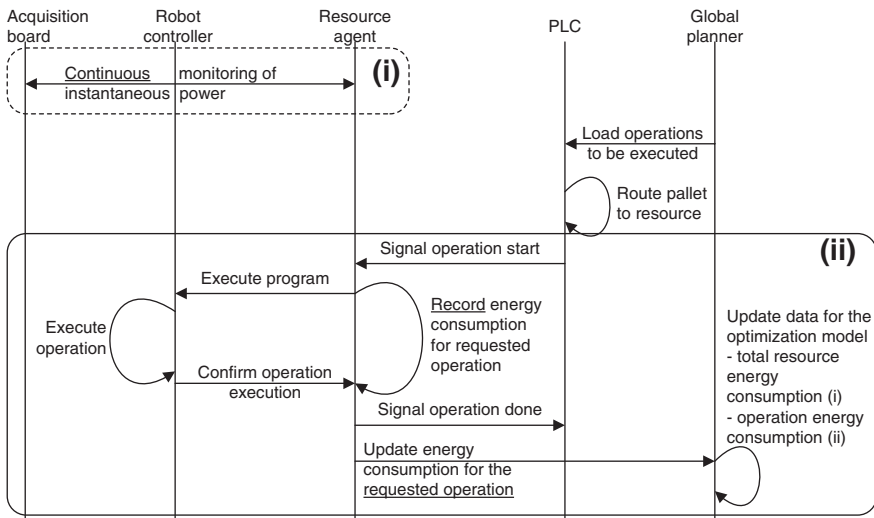 Acquisition
board
Robot
controller
Resource
agent
PLC
Global
planner
(i)
Continuous monitoring of
instantaneous power
Load operations
to be executed
Route pallet
to resource
(ii)
Signal operation start
Execute program
Execute
operation
Record energy
consumption
for requested
operation
Confirm operation
execution
Signal operation done
Update energy
consumption for the
requested operation
Update data for the
optimization model
- total resource
energy
consumption (i)
- operation energy
consumption (ii)